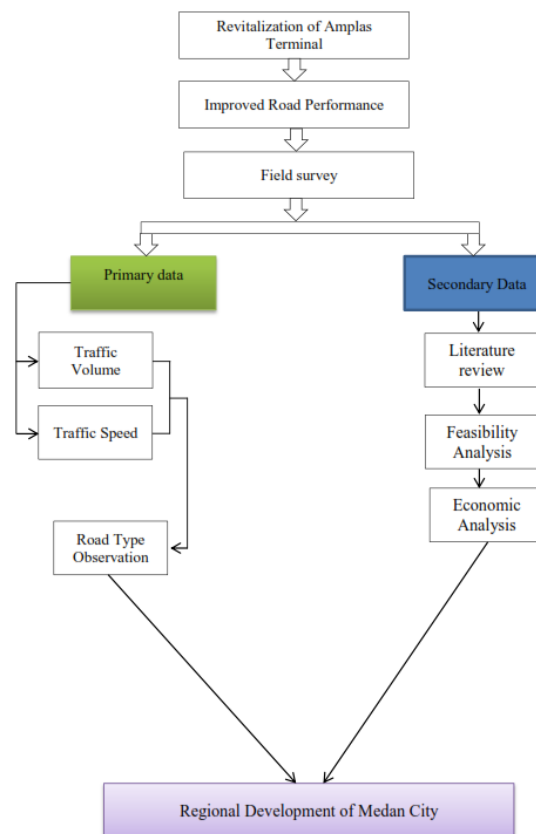 Revitalization of Amplas
Terminal
Improved Road Performance
Field survey
Primary data
Secondary Data
Traffic
Volume
Literature
review
Traffic Speed
Feasibility
Analysis
Economic
Analysis
Road Type
Observation
Regional Development of Medan City